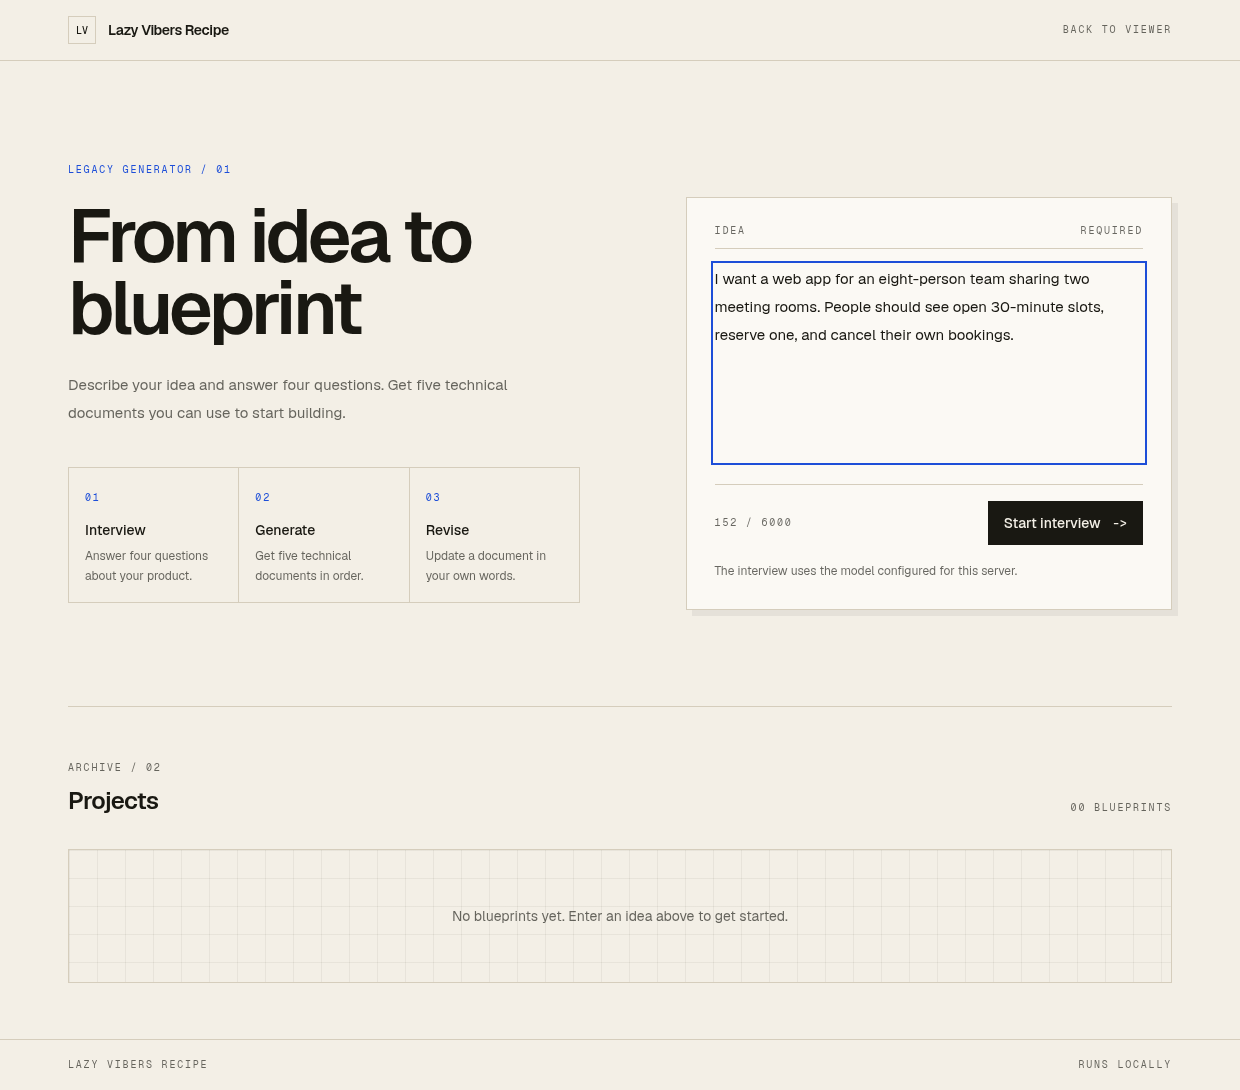 LV
Lazy Vibers Recipe
BACK TO VIEWER
LEGACY GENERATOR / 01
From idea to
blueprint
Describe your idea and answer four questions. Get five technical
documents you can use to start building.
01
Interview
Answer four questions
about your product.
02
Generate
Get five technical
documents in order.
03
Revise
Update a document in
your own words.
IDEA
REQUIRED
I want a web app for an eight-person team sharing two
meeting rooms. People should see open 30-minute slots,
reserve one, and cancel their own bookings.
152 / 6000
Start interview ->
The interview uses the model configured for this server.
ARCHIVE / 02
Projects
00 BLUEPRINTS
No blueprints yet. Enter an idea above to get started.
LAZY VIBERS RECIPE
RUNS LOCALLY